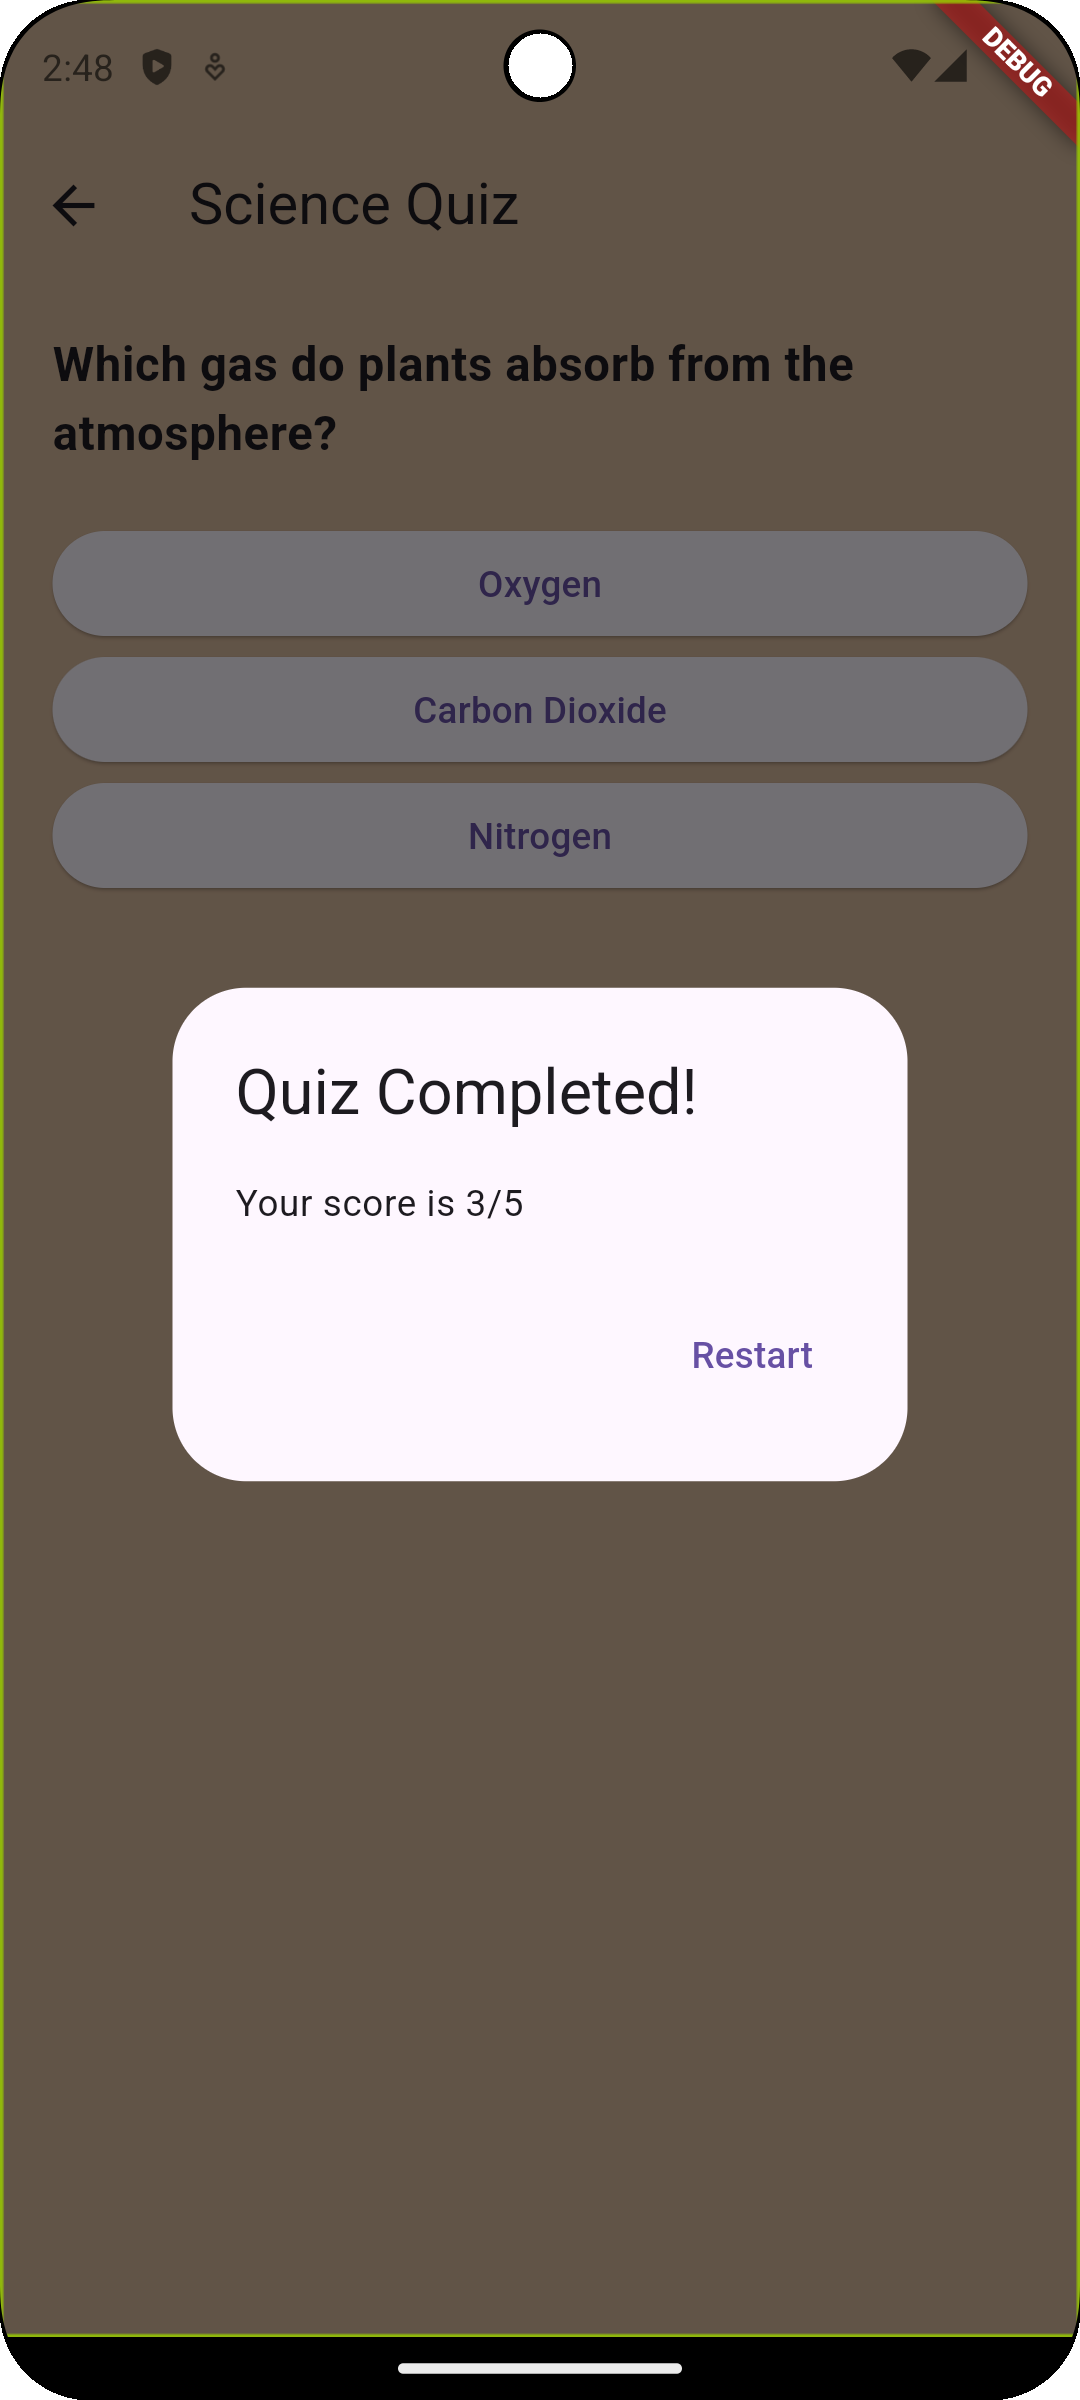 2:48
DEBUG
Science Quiz
Which gas do plants absorb from the
atmosphere?
Oxygen
Carbon Dioxide
Nitrogen
Quiz Completed!
Your score is 3/5
Restart